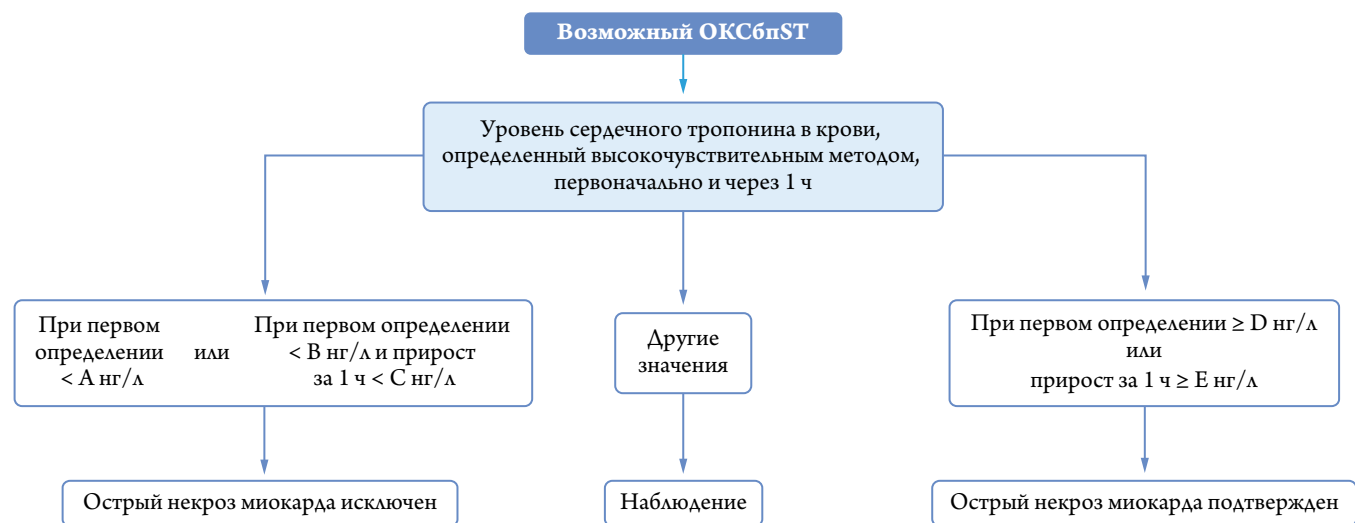 Возможный ОКСбпST
Уровень сердечного тропонина в крови,
определенный высокочувствительным методом,
первоначально и через 1 ч
При первом
определении
< A нг/л
или
При первом определении
< B нг/л и прирост
за 1 ч < C нг/л
Другие
значения
При первом определении ≥ D нг/л
или
прирост за 1 ч ≥ E нг/л
Острый некроз миокарда исключен
Наблюдение
Острый некроз миокарда подтвержден